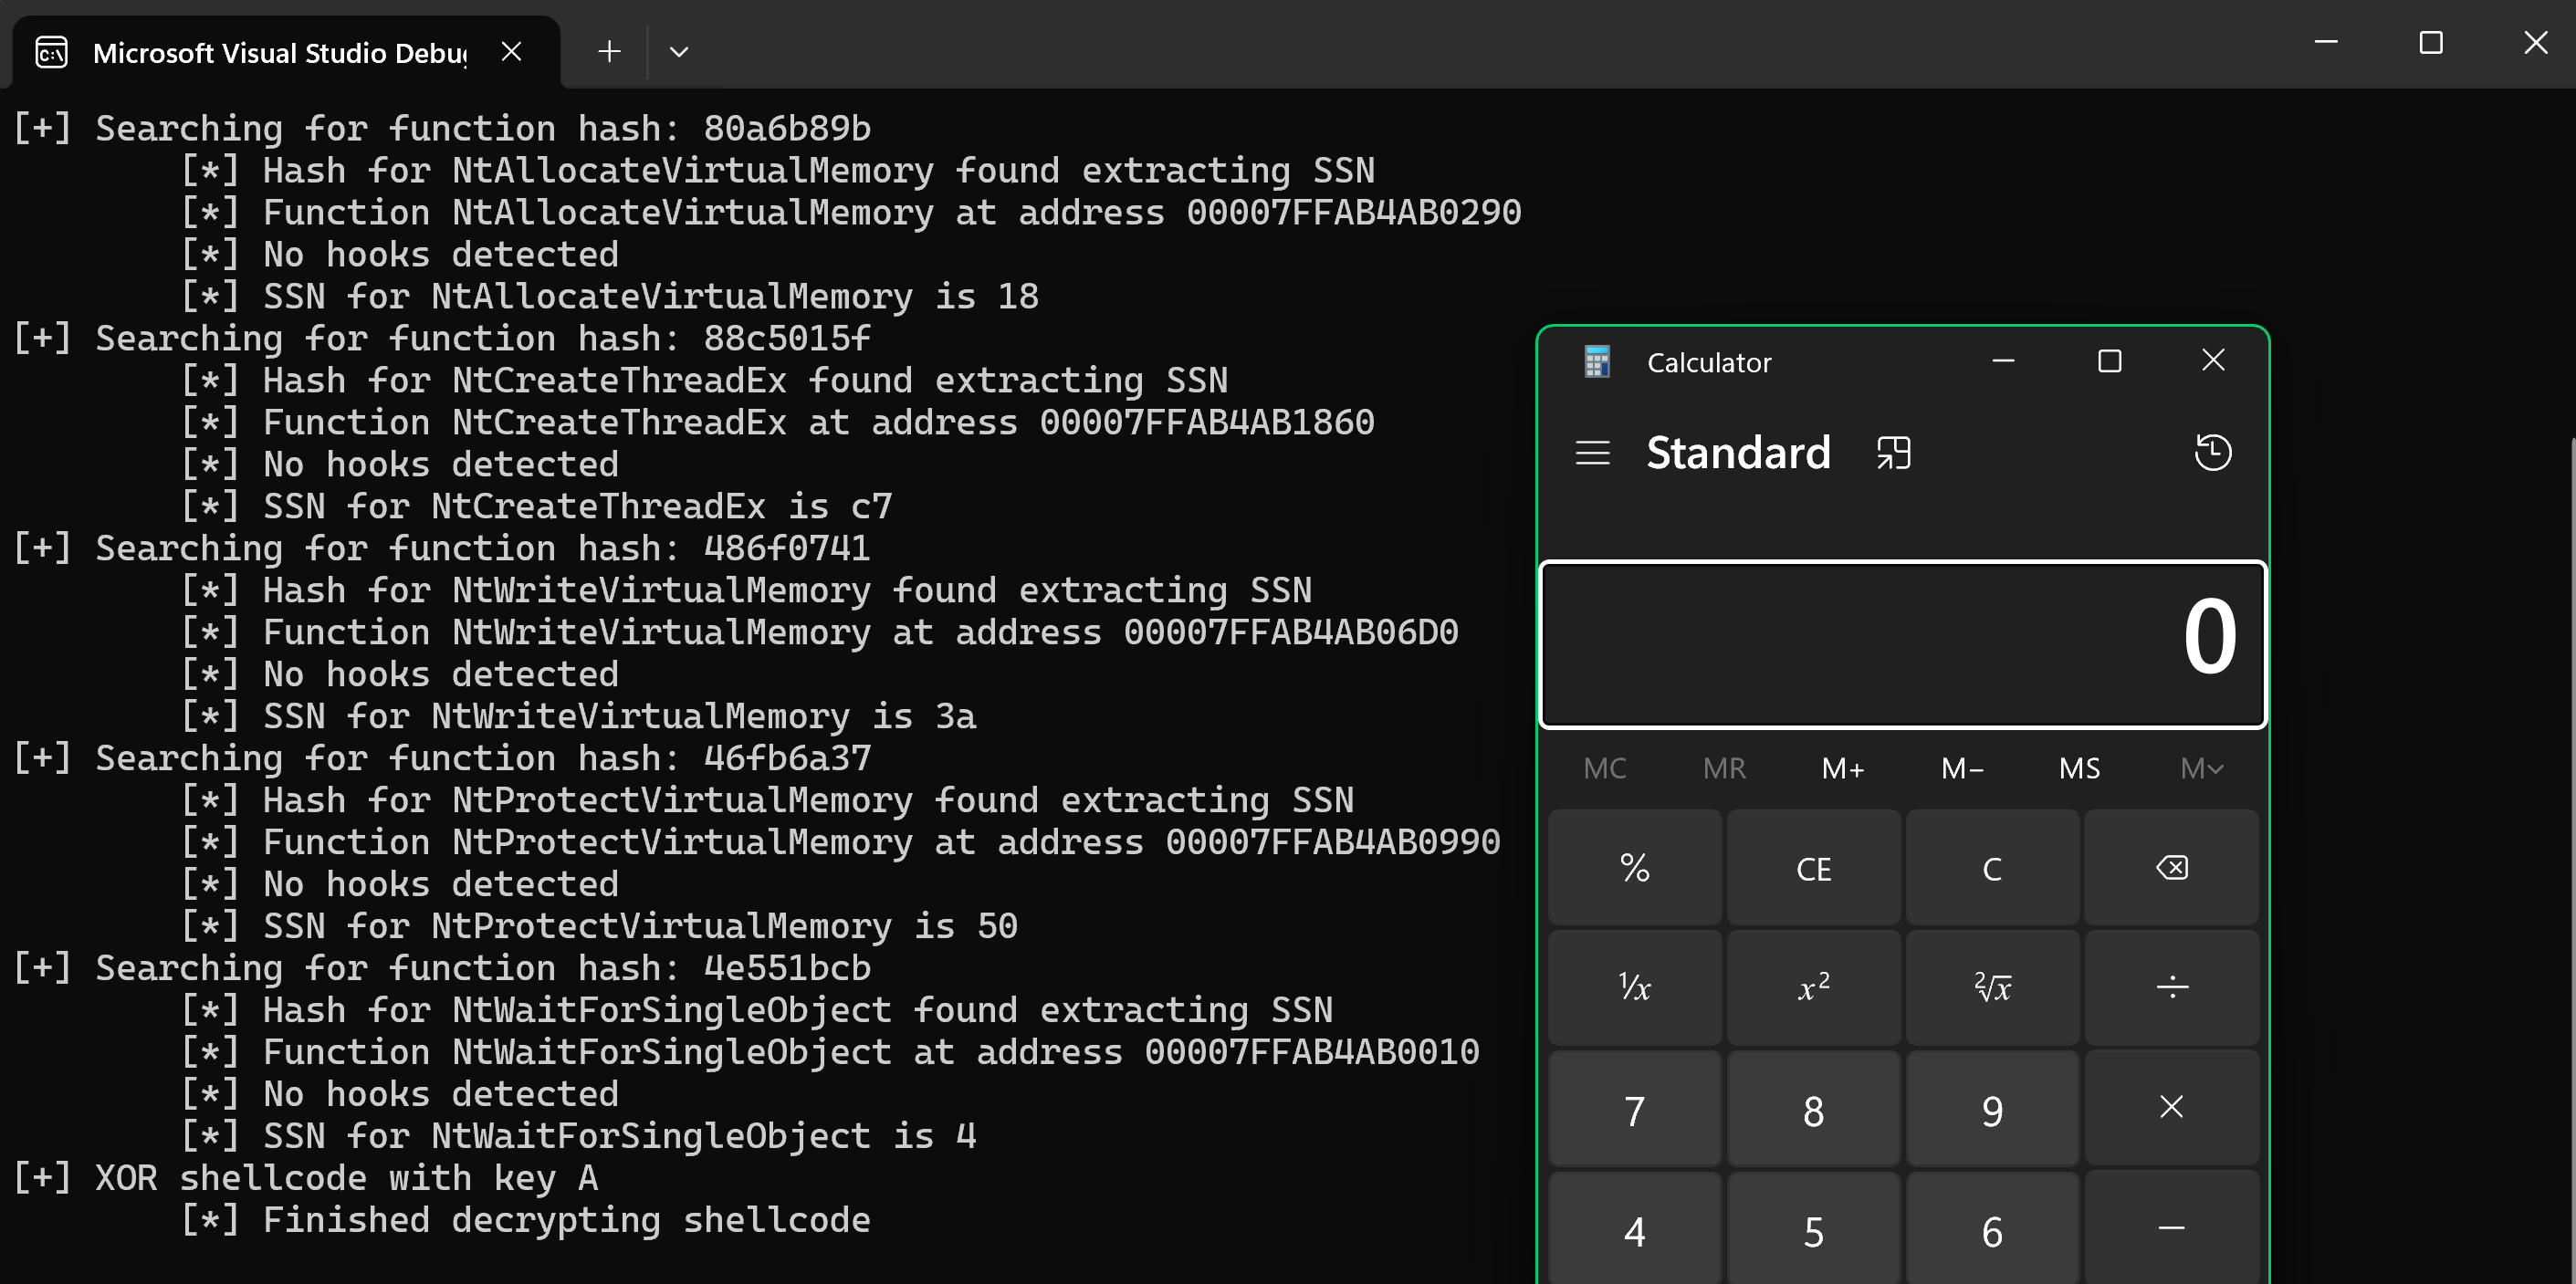 Microsoft Visual Studio Debug
[+] Searching for function hash: 80a6b89b
[*] Hash for NtAllocateVirtualMemory found extracting SSN
[*] Function NtAllocateVirtualMemory at address 00007FFAB4AB0290
[*] No hooks detected
[*] SSN for NtAllocateVirtualMemory is 18
[+] Searching for function hash: 88c5015f
[*] Hash for NtCreateThreadEx found extracting SSN
[*] Function NtCreateThreadEx at address 00007FFAB4AB1860
[*] No hooks detected
[*] SSN for NtCreateThreadEx is c7
[+] Searching for function hash: 486f0741
[*] Hash for NtWriteVirtualMemory found extracting SSN
[*] Function NtWriteVirtualMemory at address 00007FFAB4AB06D0
[*] No hooks detected
[*] SSN for NtWriteVirtualMemory is 3a
[+] Searching for function hash: 46fb6a37
[*] Hash for NtProtectVirtualMemory found extracting SSN
[*] Function NtProtectVirtualMemory at address 00007FFAB4AB0990
[*] No hooks detected
[*] SSN for NtProtectVirtualMemory is 50
[+] Searching for function hash: 4e551bcb
[*] Hash for NtWaitForSingleObject found extracting SSN
[*] Function NtWaitForSingleObject at address 00007FFAB4AB0010
[*] No hooks detected
[*] SSN for NtWaitForSingleObject is 4
[+] XOR shellcode with key A
[*] Finished decrypting shellcode
Calculator
Standard
0
MC MR M+ M− MS M
% CE C
¹/x x² ²√x ÷
7 8 9 ×
4 5 6 −